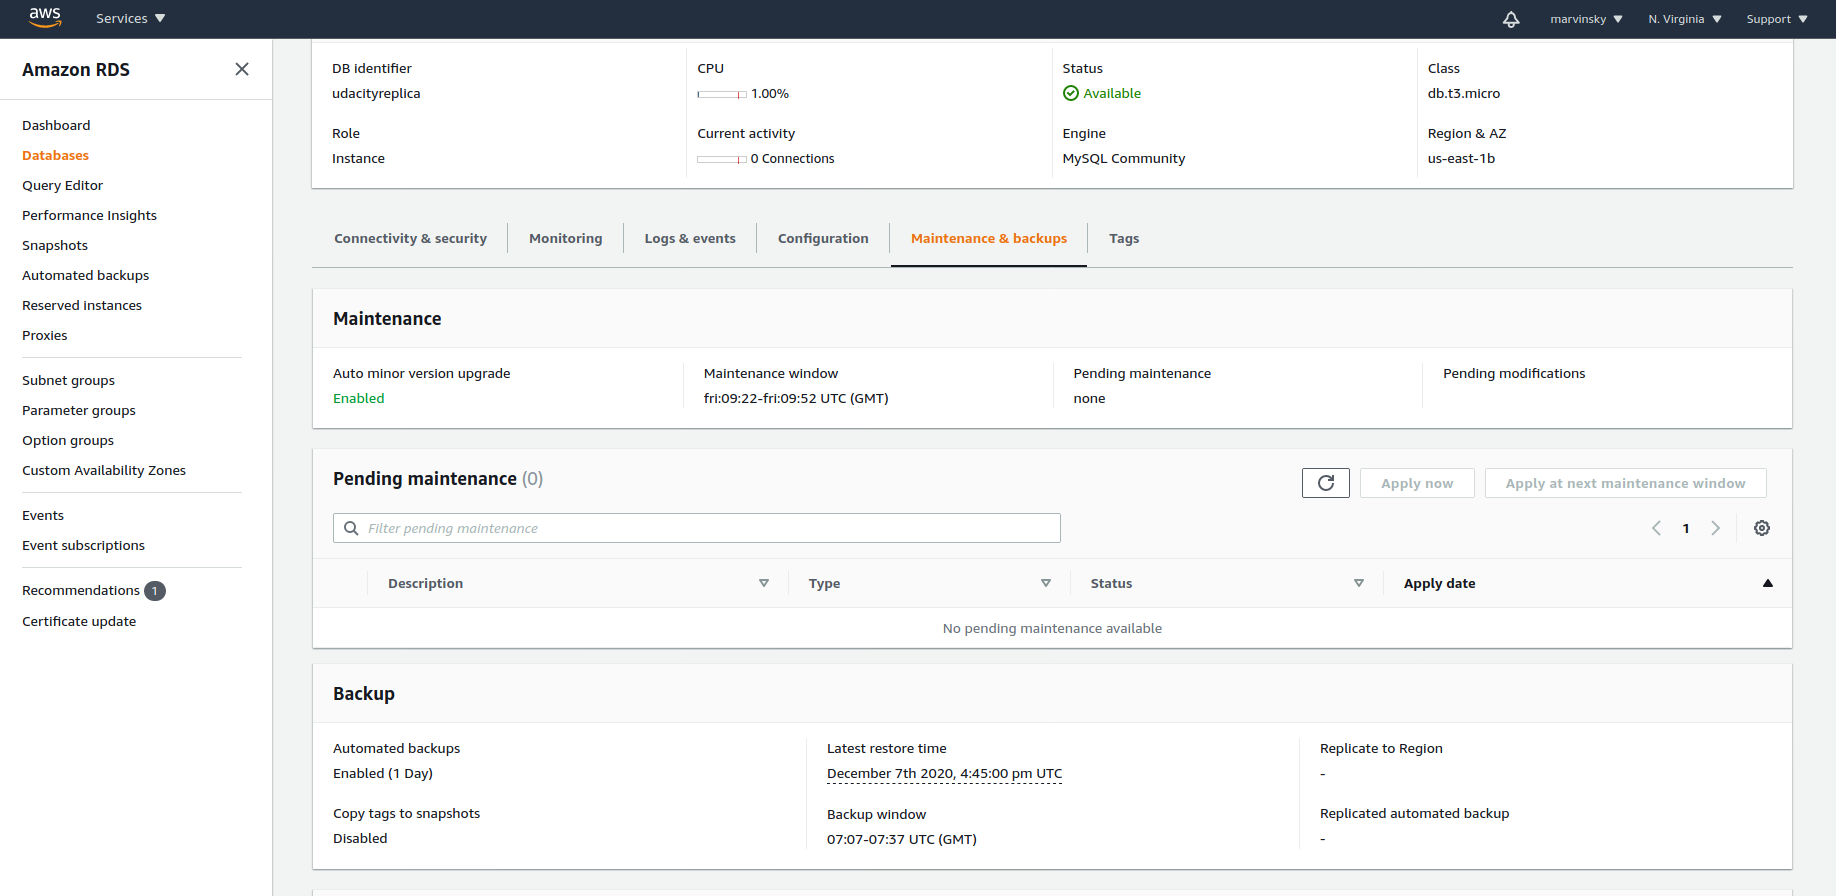 aws Services marvinsky N. Virginia Support
Amazon RDS
Dashboard
Databases
Query Editor
Performance Insights
Snapshots
Automated backups
Reserved instances
Proxies
Subnet groups
Parameter groups
Option groups
Custom Availability Zones
Events
Event subscriptions
Recommendations 1
Certificate update
DB identifier CPU Status Class
udacityreplica 1.00% Available db.t3.micro
Role Current activity Engine Region & AZ
Instance 0 Connections MySQL Community us-east-1b
Connectivity & security Monitoring Logs & events Configuration Maintenance & backups Tags
Maintenance
Auto minor version upgrade Maintenance window Pending maintenance Pending modifications
Enabled fri:09:22-fri:09:52 UTC (GMT) none
Pending maintenance (0) Apply now Apply at next maintenance window
Filter pending maintenance 1
Description Type Status Apply date
No pending maintenance available
Backup
Automated backups Latest restore time Replicate to Region
Enabled (1 Day) December 7th 2020, 4:45:00 pm UTC -
Copy tags to snapshots Backup window Replicated automated backup
Disabled 07:07-07:37 UTC (GMT) -